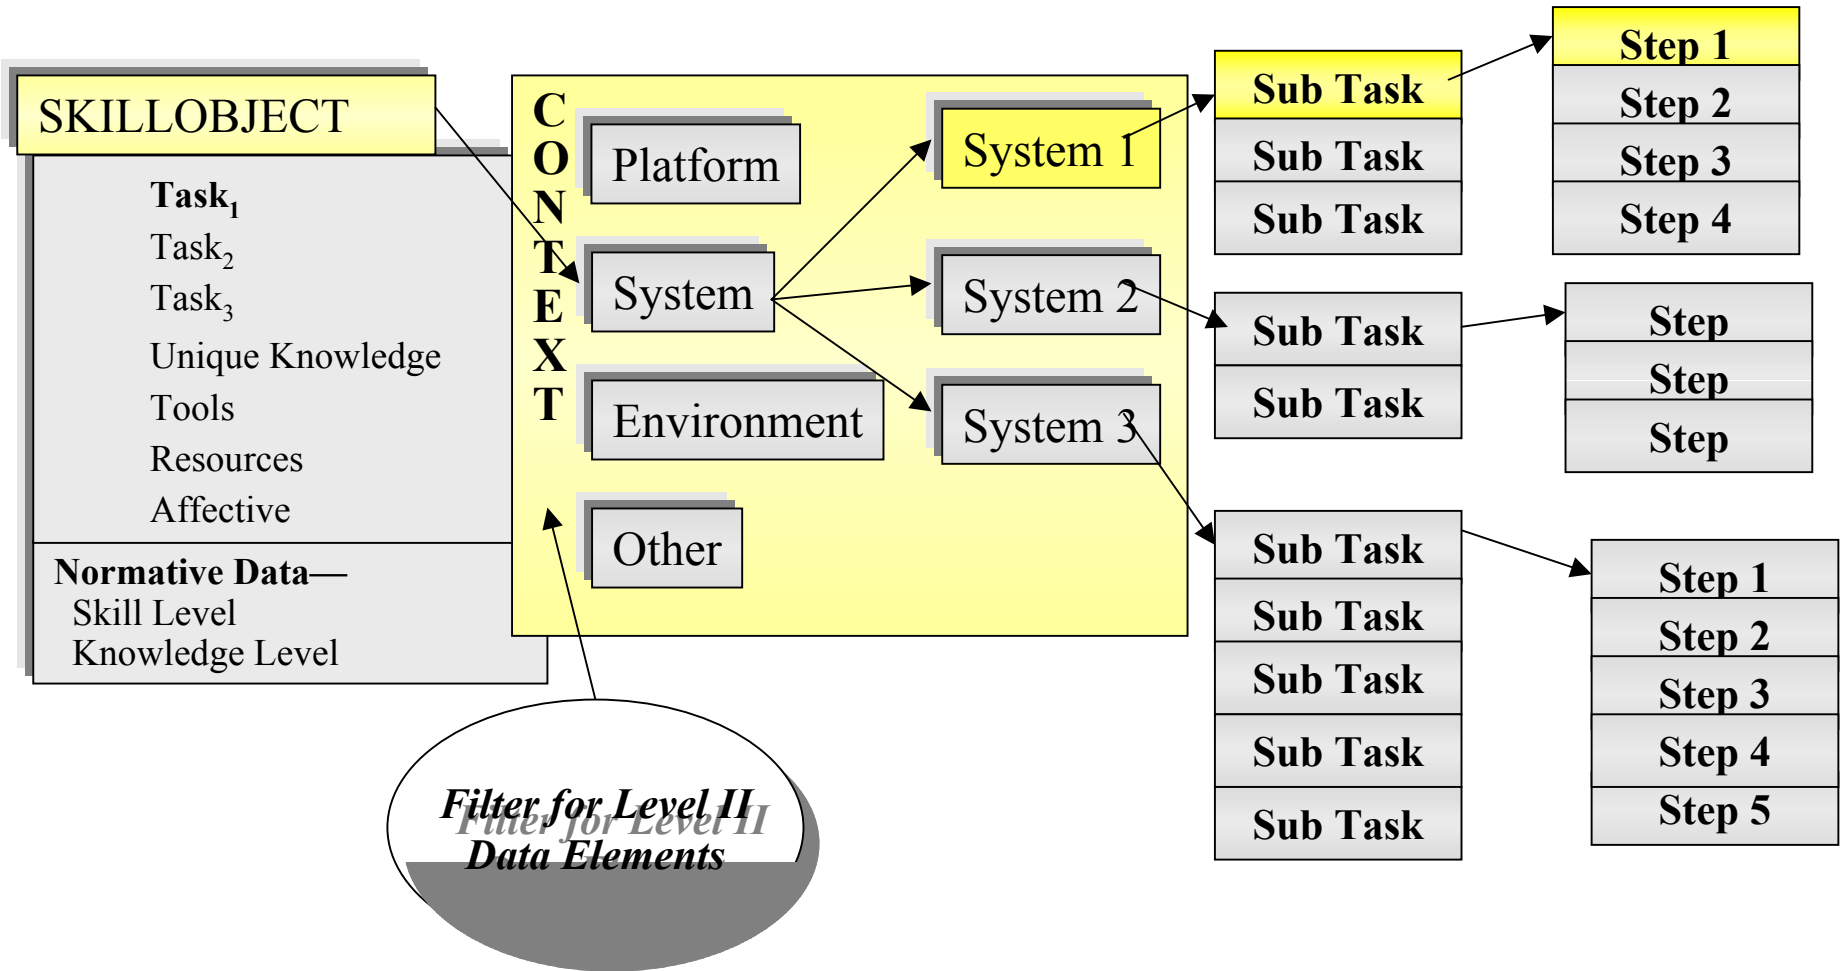 SKILLOBJECT
Task1
Task2
Task3
Unique Knowledge
Tools
Resources
Affective
Normative Data—
Skill Level
Knowledge Level
CONTEXT
Platform
System
Environment
Other
System 1
System 2
System 3
Sub Task
Sub Task
Sub Task
Step 1
Step 2
Step 3
Step 4
Sub Task
Sub Task
Step
Step
Step
Sub Task
Sub Task
Sub Task
Sub Task
Sub Task
Step 1
Step 2
Step 3
Step 4
Step 5
Filter for Level II
Data Elements